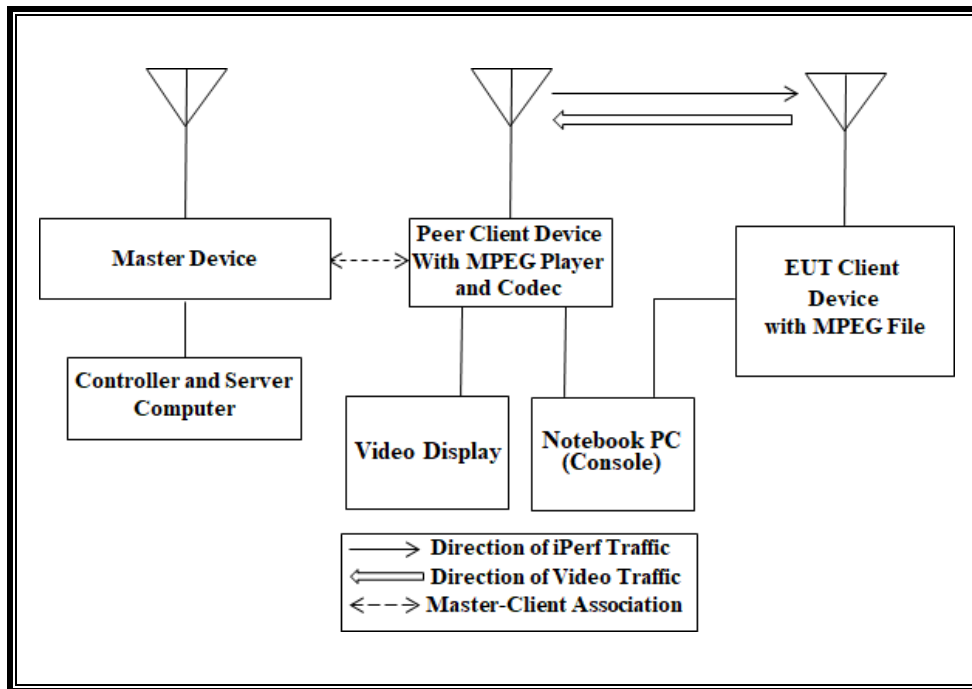 Master Device
Peer Client Device
With MPEG Player
and Codec
EUT Client
Device
with MPEG File
Controller and Server
Computer
Video Display
Notebook PC
(Console)
Direction of iPerf Traffic
Direction of Video Traffic
Master-Client Association